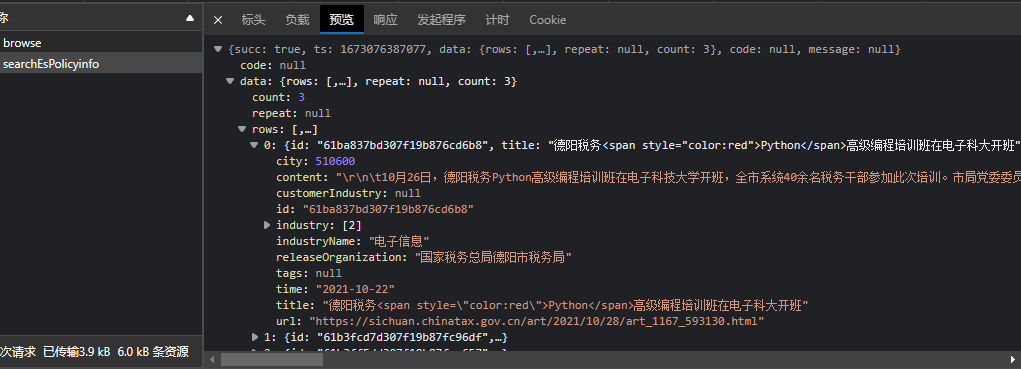 称
标头 负载 预览 响应 发起程序 计时 Cookie
browse
searchEsPolicyinfo
{succ: true, ts: 1673076387077, data: {rows: [,…], repeat: null, count: 3}, code: null, message: null}
code: null
data: {rows: [,…], repeat: null, count: 3}
count: 3
repeat: null
rows: [,…]
0: {id: "61ba837bd307f19b876cd6b8", title: "德阳税务<span style="color:red">Python</span>高级编程培训班在电子科大开班"
city: 510600
content: "\r\n\t10月26日，德阳税务Python高级编程培训班在电子科技大学开班，全市系统40余名税务干部参加此次培训。市局党委委员
customerIndustry: null
id: "61ba837bd307f19b876cd6b8"
industry: [2]
industryName: "电子信息"
releaseOrganization: "国家税务总局德阳市税务局"
tags: null
time: "2021-10-22"
title: "德阳税务<span style=\"color:red\">Python</span>高级编程培训班在电子科大开班"
url: "https://sichuan.chinatax.gov.cn/art/2021/10/28/art_1167_593130.html"
1: {id: "61b3fcd7d307f19b87fc96df",…}
次请求 已传输3.9 kB 6.0 kB 条资源